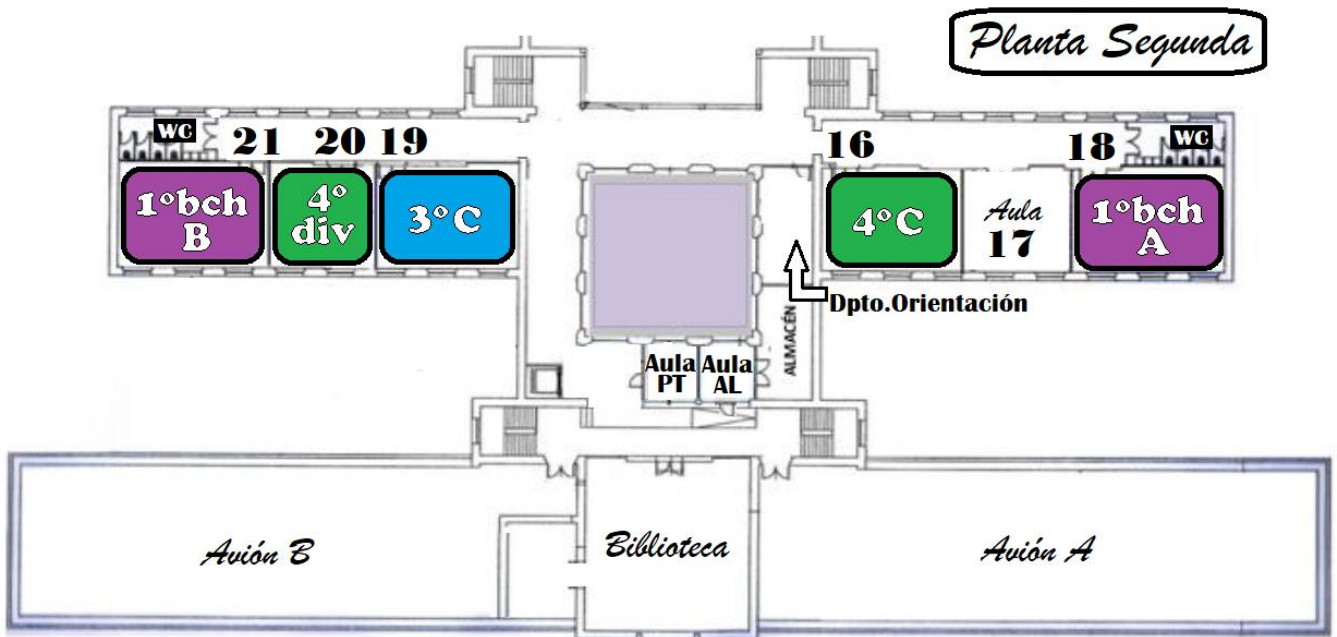 Planta Segunda
WC
21 20 19
16
18
WC
1ºbch
B
4º
div
3ºC
4ºC
Aula
17
1ºbch
A
Dpto.Orientación
ALMACÉN
Aula
PT
Aula
AL
Avión B
Biblioteca
Avión A